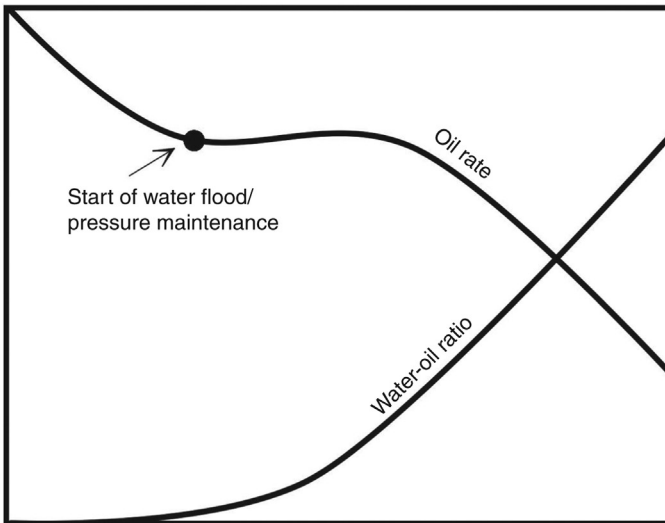 Oil rate
Start of water flood/
pressure maintenance
Water-oil ratio